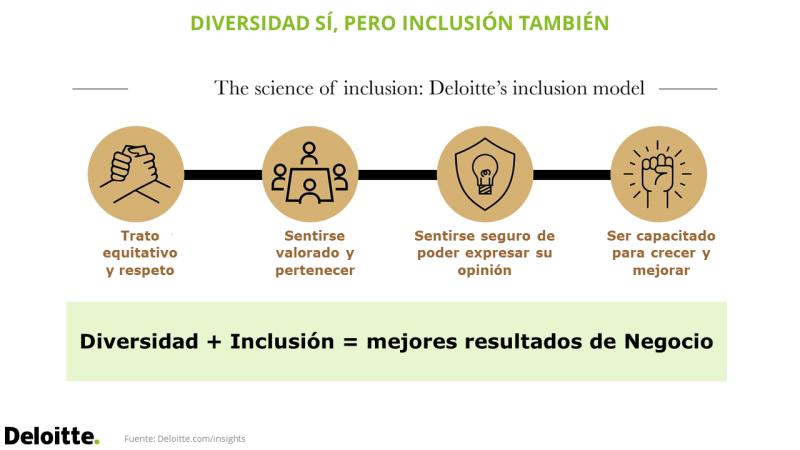 DIVERSIDAD SÍ, PERO INCLUSIÓN TAMBIÉN
The science of inclusion: Deloitte's inclusion model
Trato
equitativo
y respeto
Sentirse
valorado y
pertenecer
Sentirse seguro de
poder expresar su
opinión
Ser capacitado
para crecer y
mejorar
Diversidad + Inclusión = mejores resultados de Negocio
Deloitte.
Fuente: Deloitte.com/insights